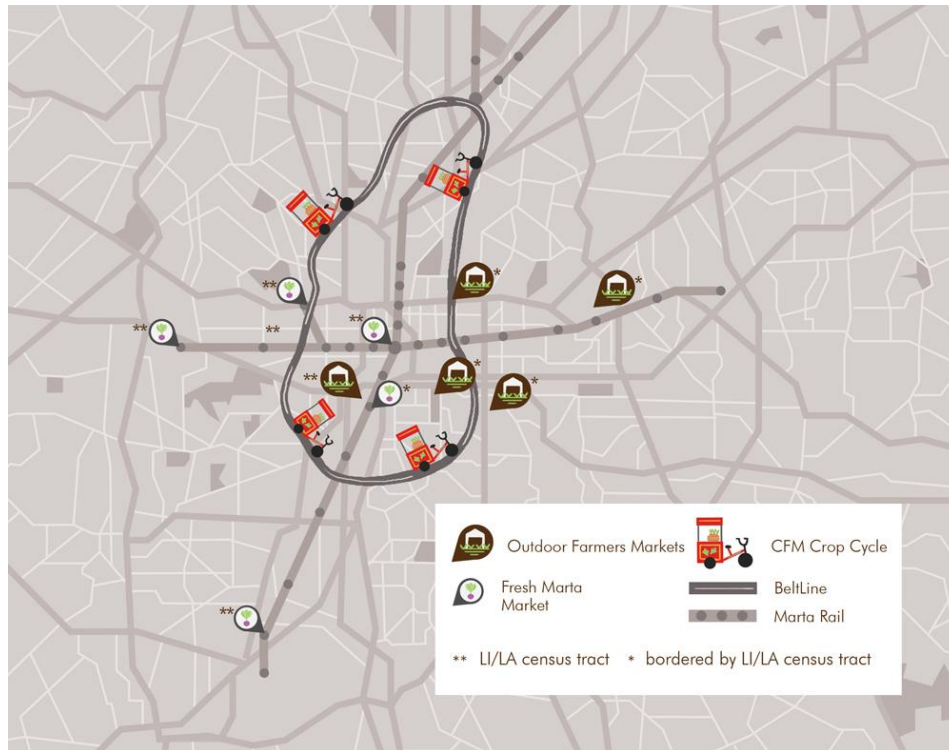 *
*
**
**
**
**
*
**
*
*
*
**
Outdoor Farmers Markets
CFM Crop Cycle
Fresh Marta
Market
BeltLine
Marta Rail
** LI/LA census tract * bordered by LI/LA census tract